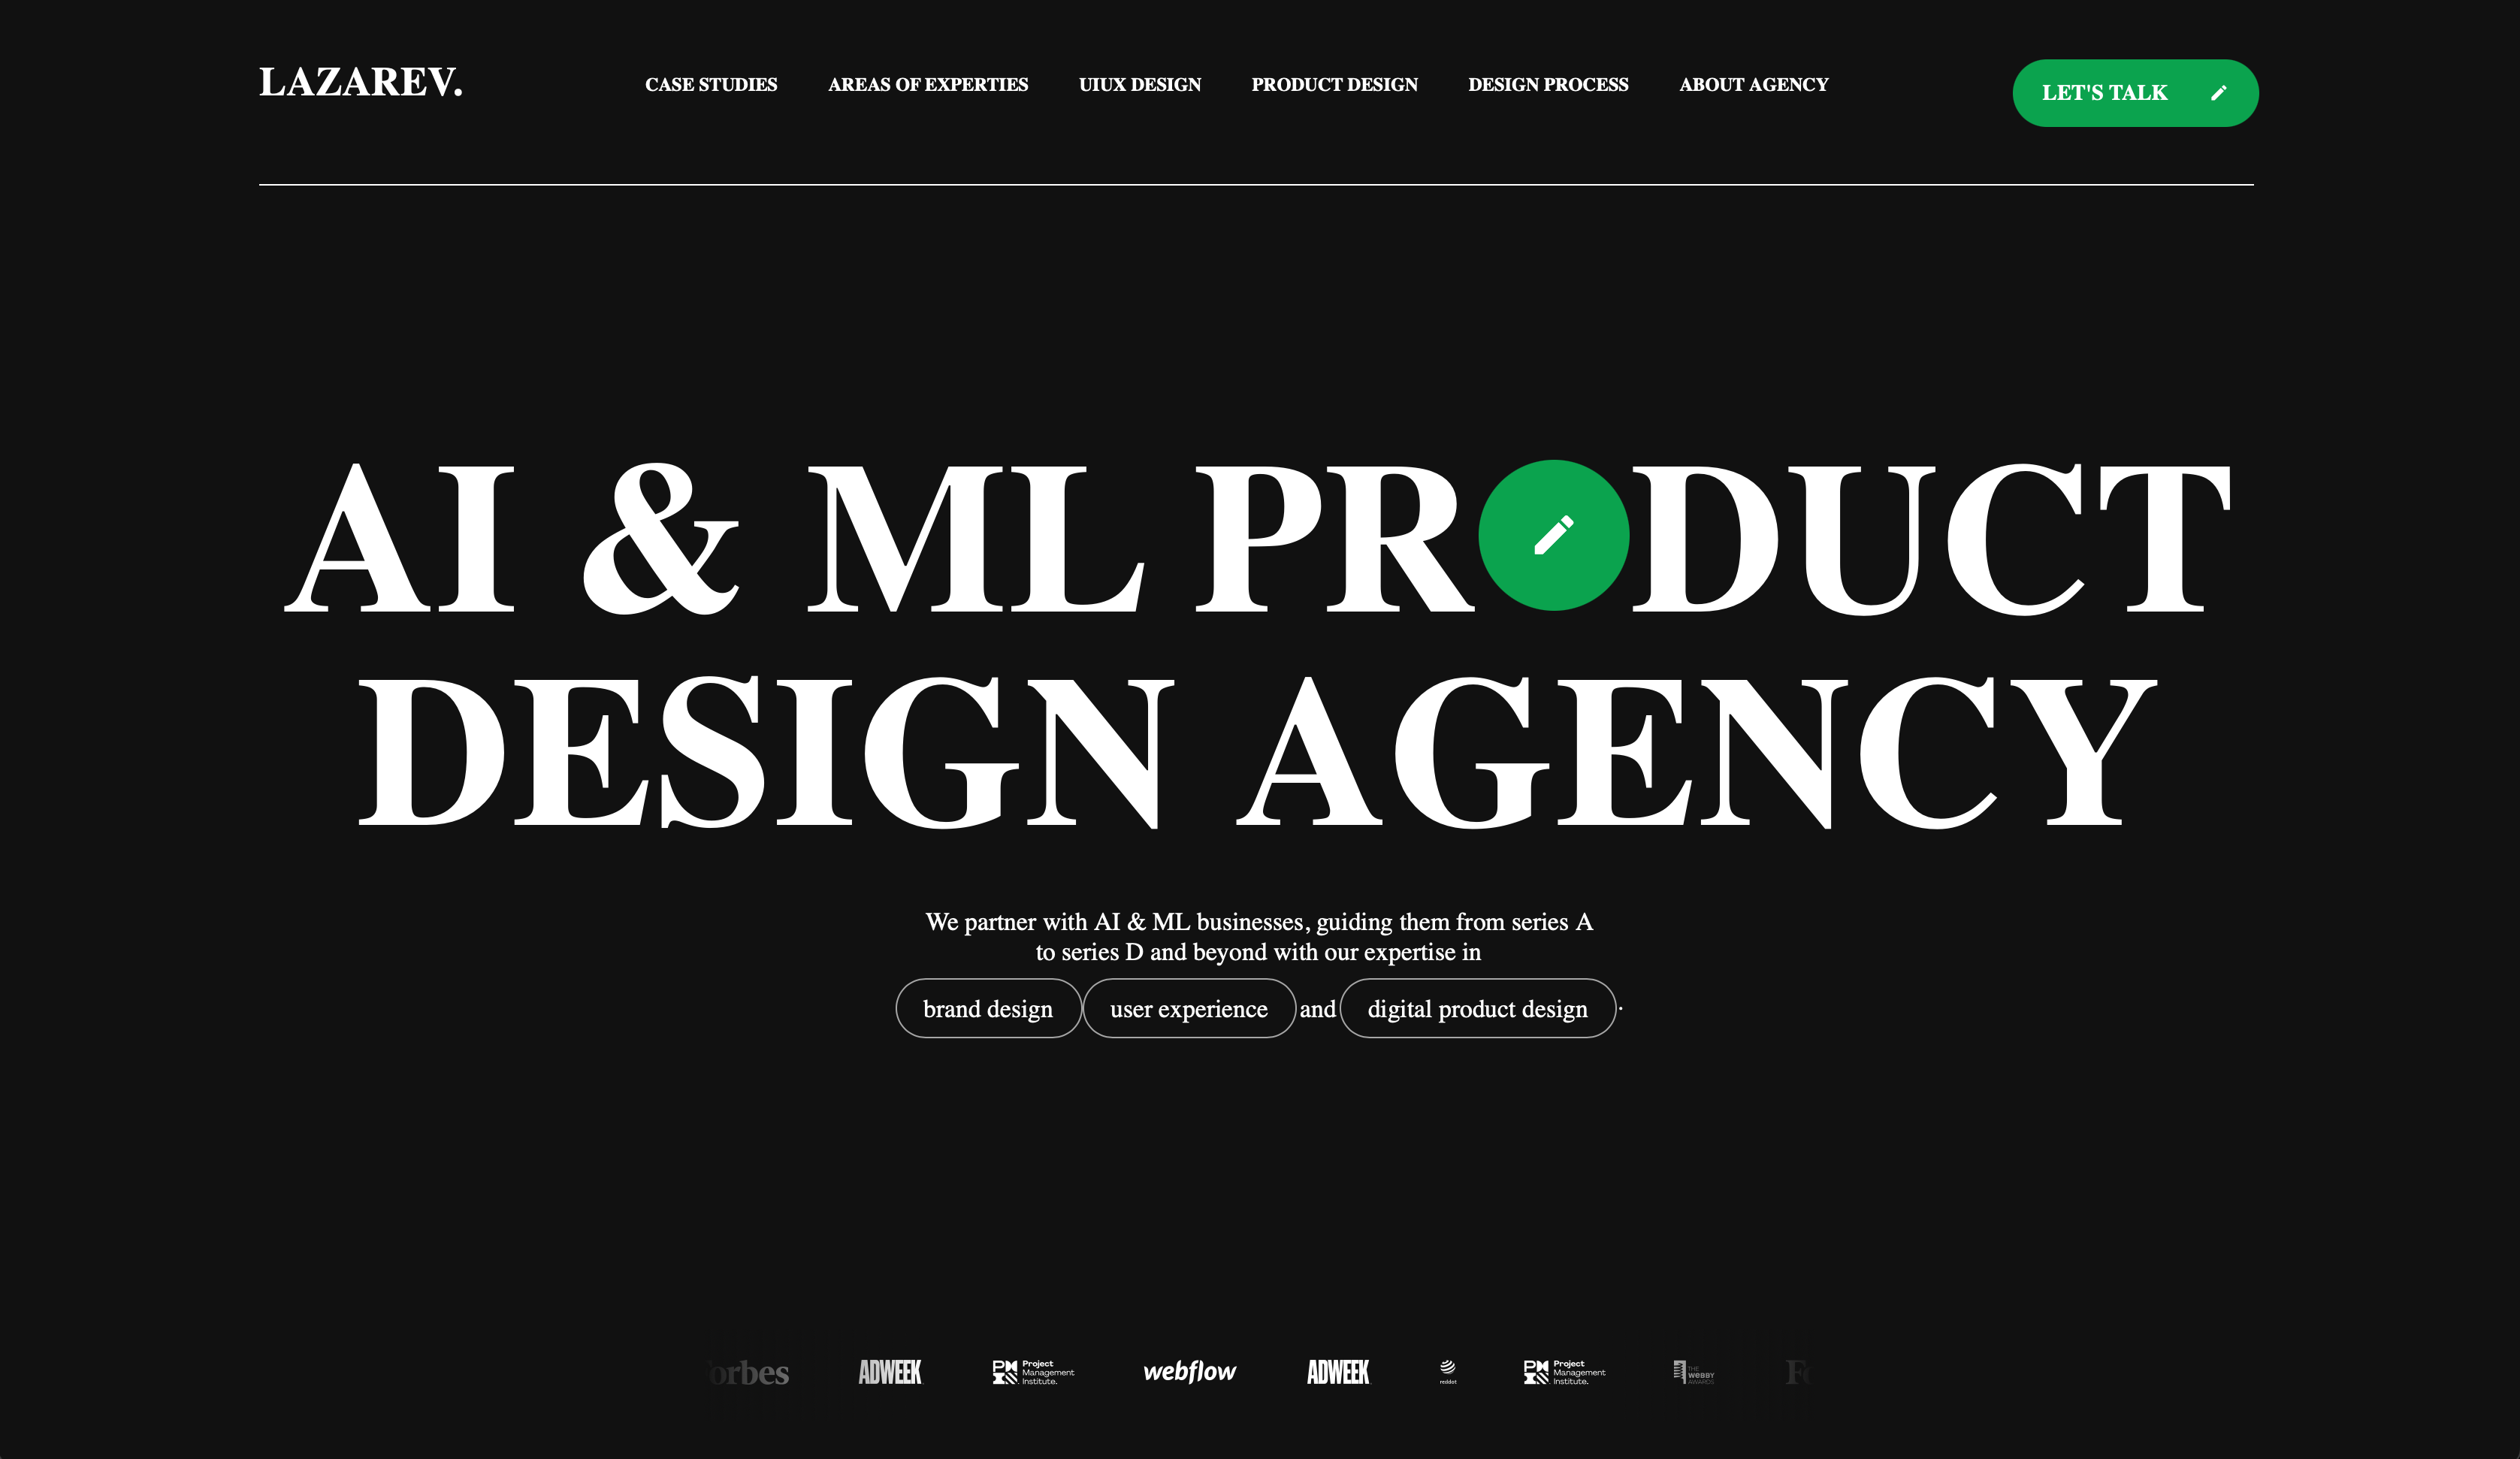 LAZAREV.
CASE STUDIES
AREAS OF EXPERTIES
UIUX DESIGN
PRODUCT DESIGN
DESIGN PROCESS
ABOUT AGENCY
LET'S TALK
AI & ML PR DUCT
DESIGN AGENCY
We partner with AI & ML businesses, guiding them from series A
to series D and beyond with our expertise in
brand design user experience and digital product design .
orbes
ADWEEK
Project
Management
Institute.
webflow
ADWEEK
reddot
Project
Management
Institute.
THE
WEBBY
AWARDS
Fo